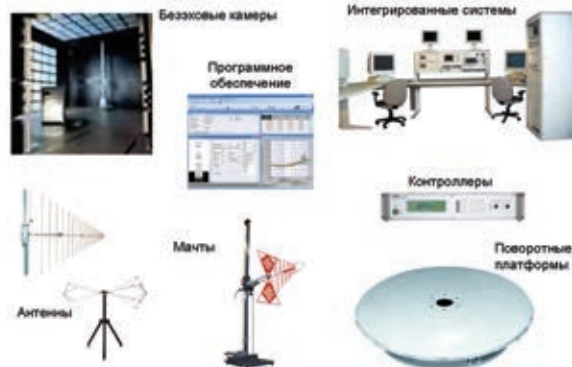 Безэховые камеры
Интегрированные системы
Программное
обеспечение
Контроллеры
Мачты
Поворотные
платформы
Антенны